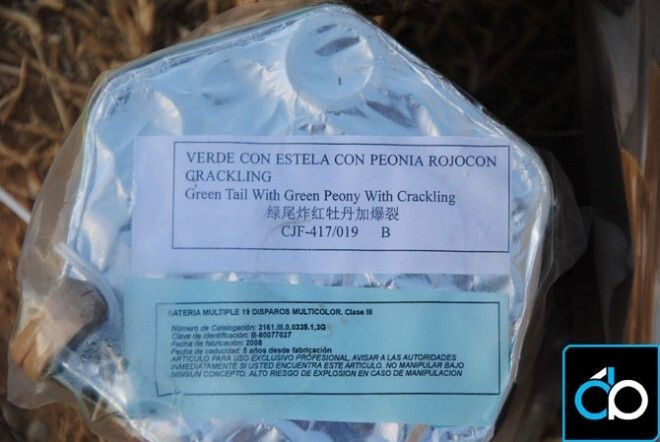 VERDE CON ESTELA CON PEONIA ROJOCON
CRACKLING
Green Tail With Green Peony With Crackling
绿尾炸红牡丹加爆裂
CJF-417/019 B
BATERIA MULTIPLE 19 DISPAROS MULTICOLOR. Clase III
Número de Catalogación: 3161.III.0.0335.1,3G
Clave de identificación: B-60077027
Fecha de fabricación: 2008
Fecha de caducidad: 5 años desde fabricación
ARTICULO PARA USO EXCLUSIVO PROFESIONAL, AVISAR A LAS AUTORIDADES
INMEDIATAMENTE SI USTED ENCUENTRA ESTE ARTICULO. NO MANIPULAR BAJO
NINGUN CONCEPTO. ALTO RIESGO DE EXPLOSION EN CASO DE MANIPULACION